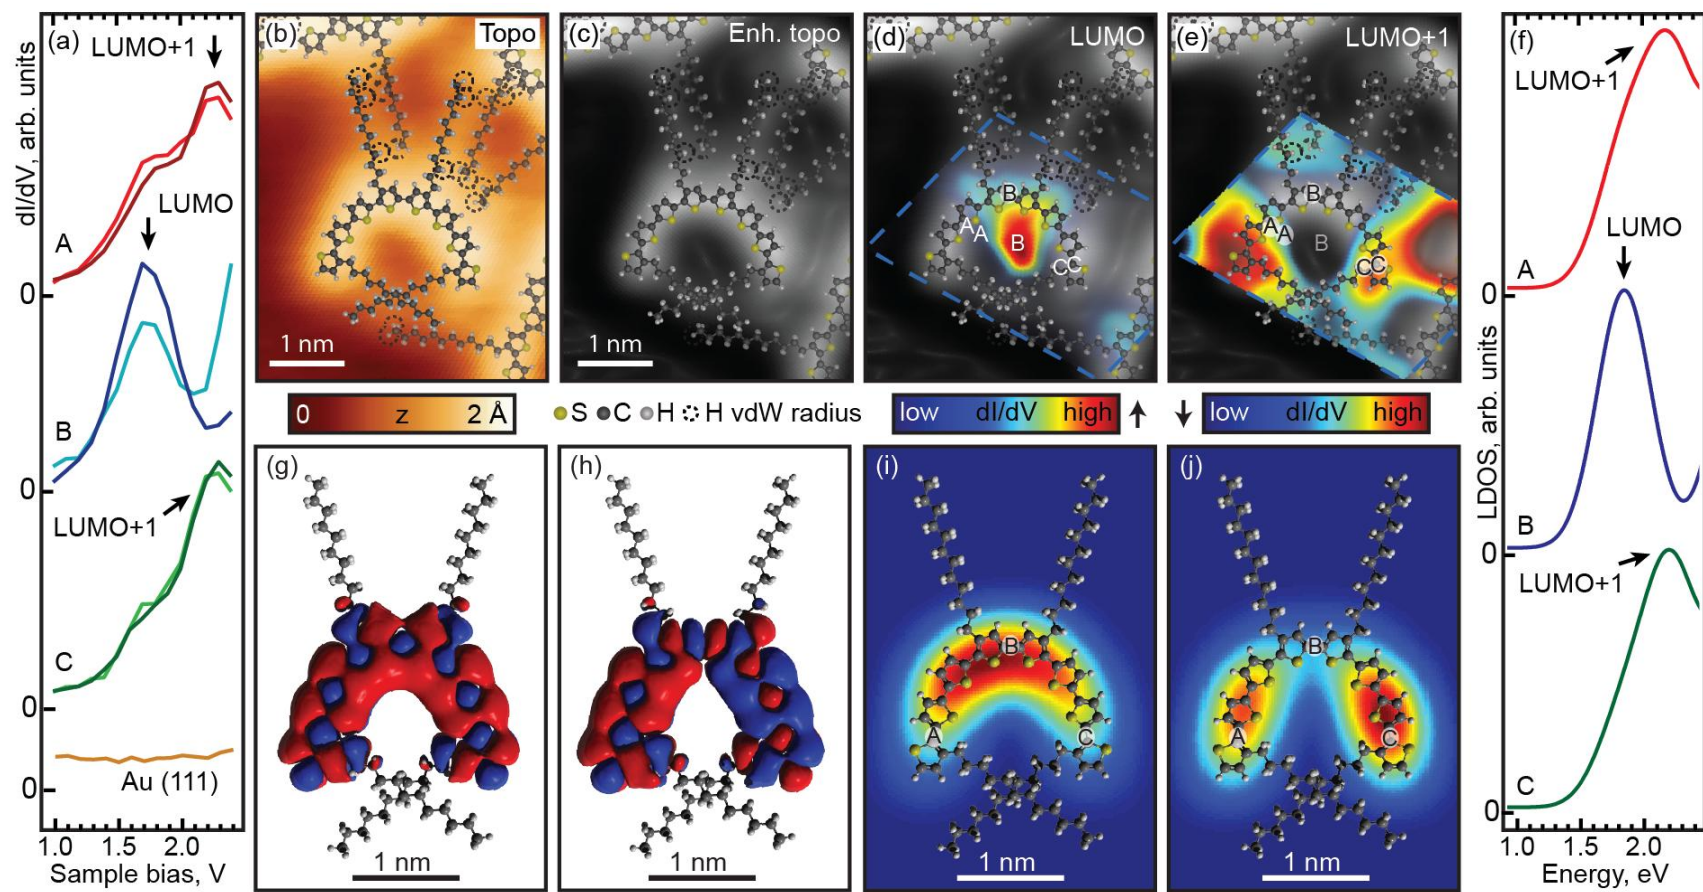 (a)
LUMO+1
LUMO
A
0
B
0
LUMO+1
C
0
Au (111)
0
1.0 1.5 2.0
Sample bias, V
dI/dV, arb. units
(b) Topo
1 nm
(c) Enh. topo
1 nm
(d) LUMO
B
A A
B
C C
(e) LUMO+1
B
A A
B
C C
0 z 2 Å
S C H H vdW radius
low dI/dV high
low dI/dV high
(f)
LUMO+1
A
0
LUMO
B
0
LUMO+1
C
0
1.0 1.5 2.0
Energy, eV
LDOS, arb. units
(g)
1 nm
(h)
1 nm
(i)
B
A C
1 nm
(j)
B
A C
1 nm